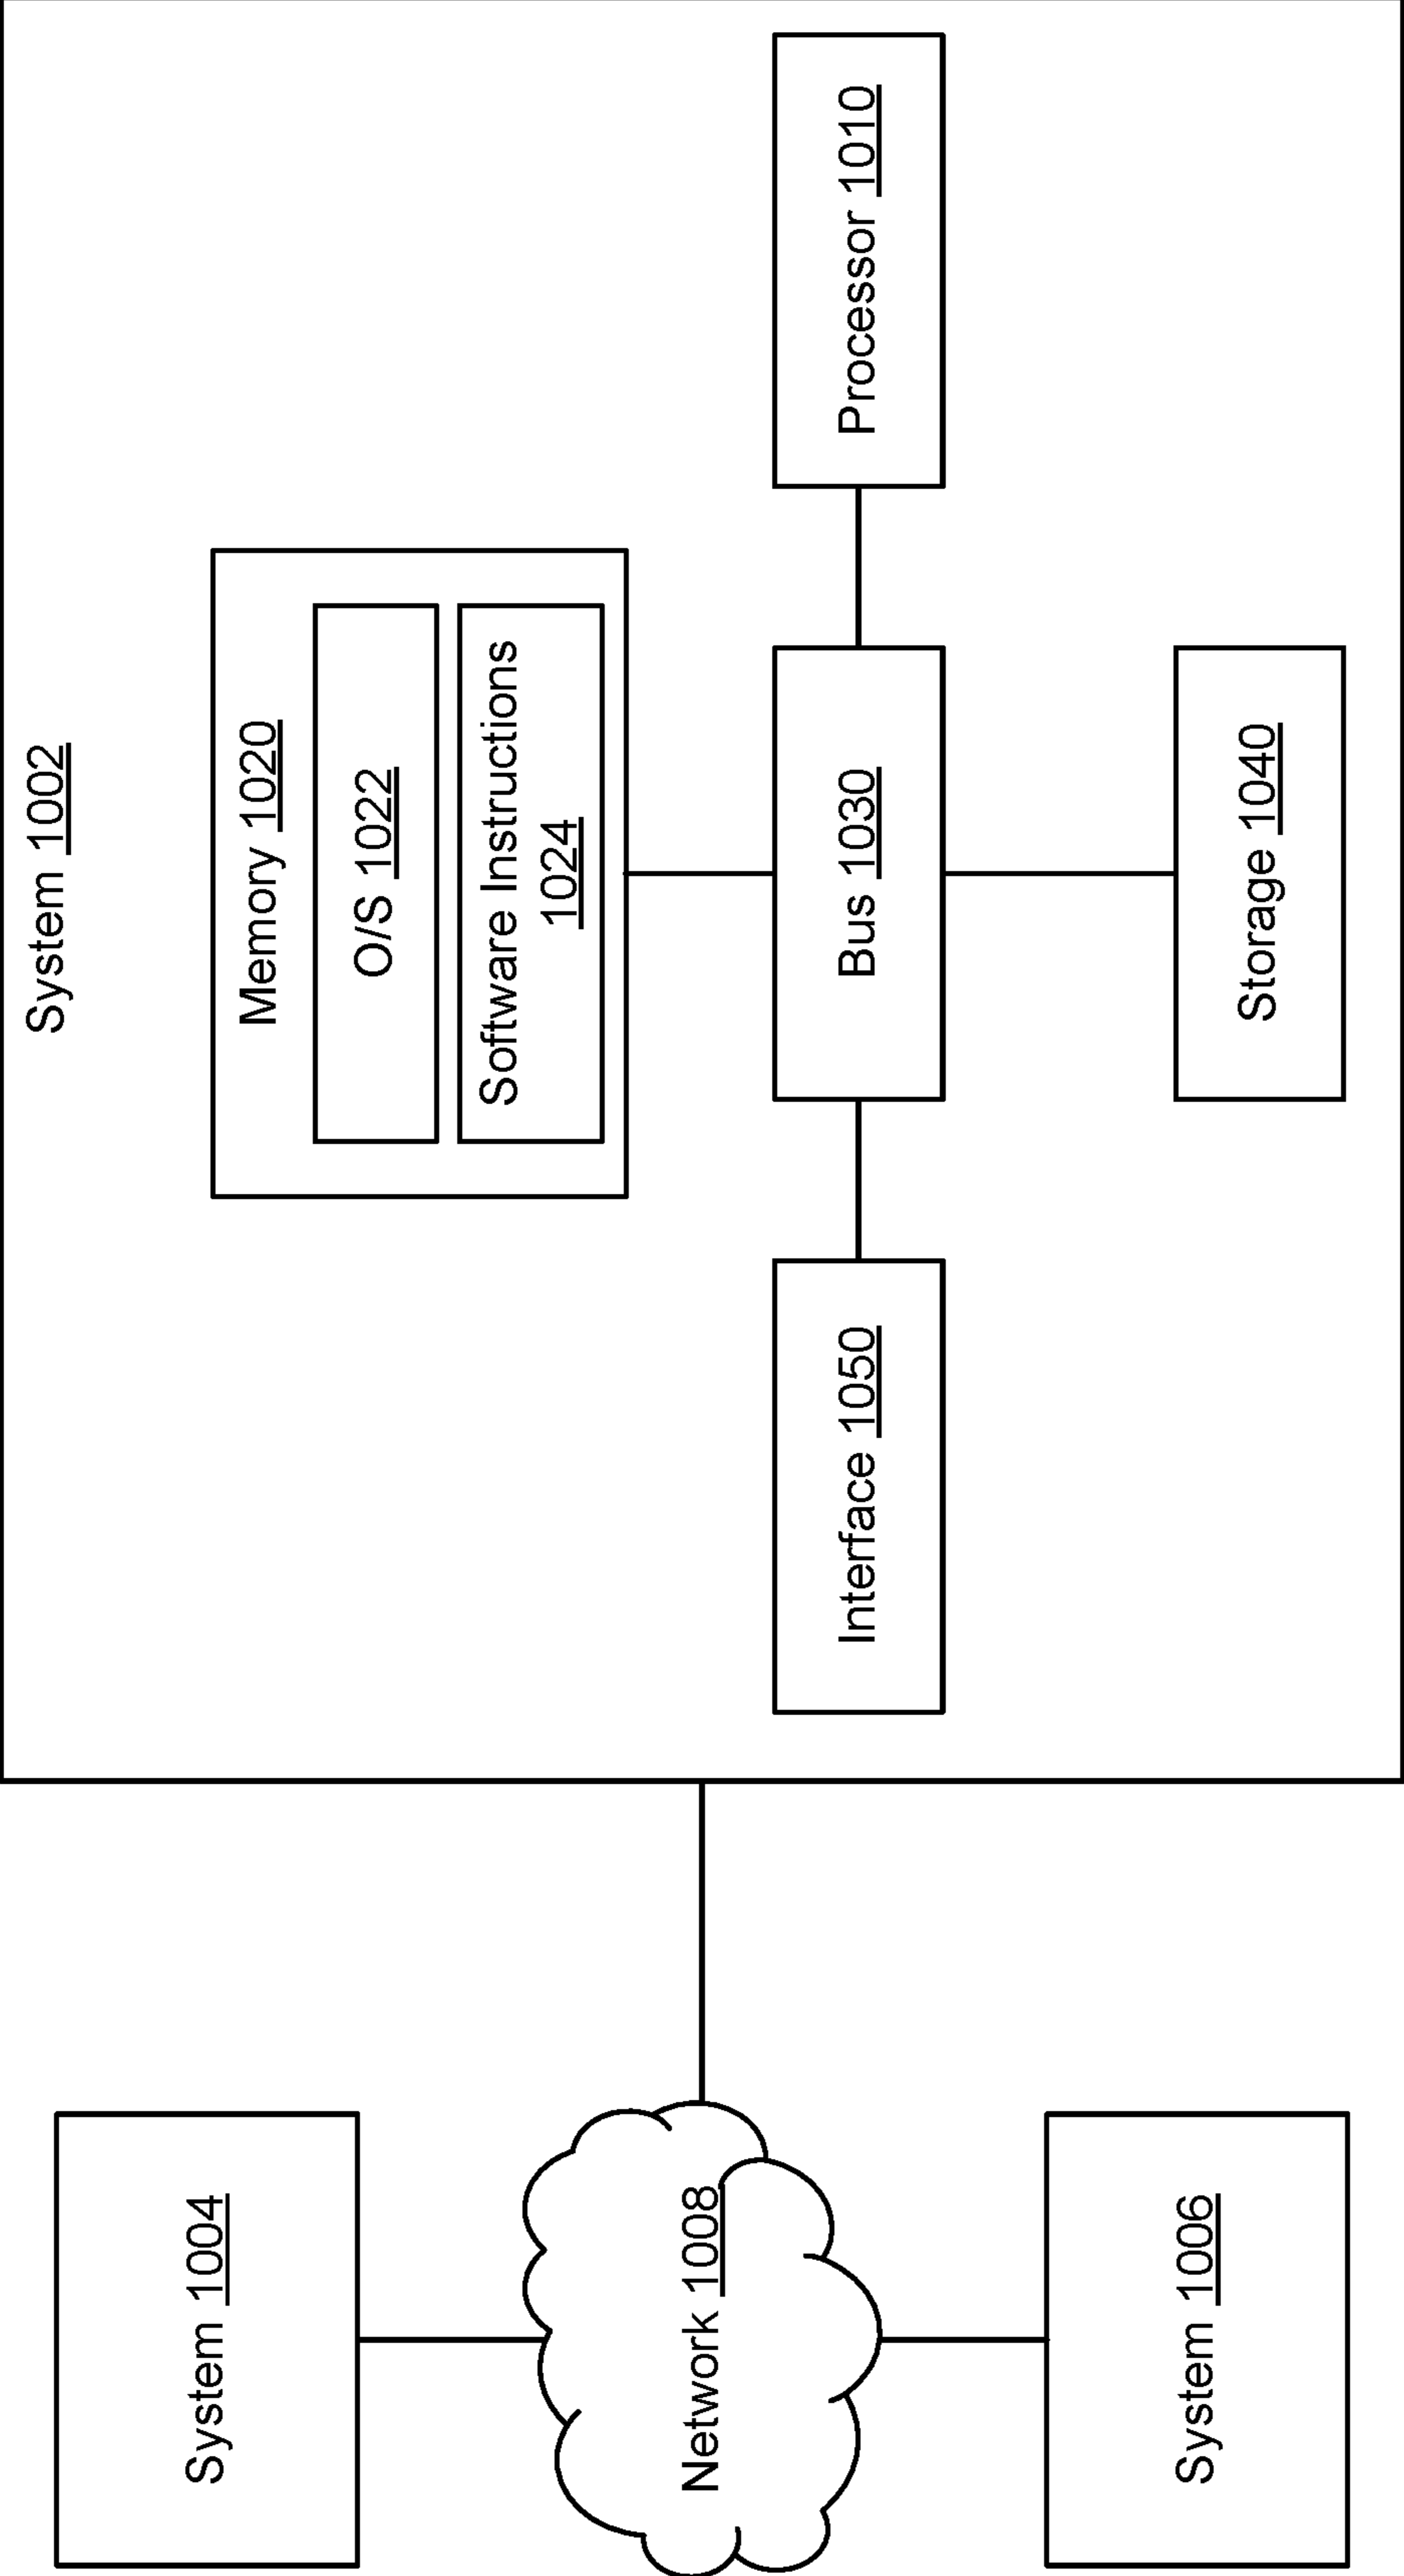 System 1002
Memory 1020
O/S 1022
Software Instructions
1024
Interface 1050
Bus 1030
Processor 1010
Storage 1040
System 1004
Network 1008
System 1006